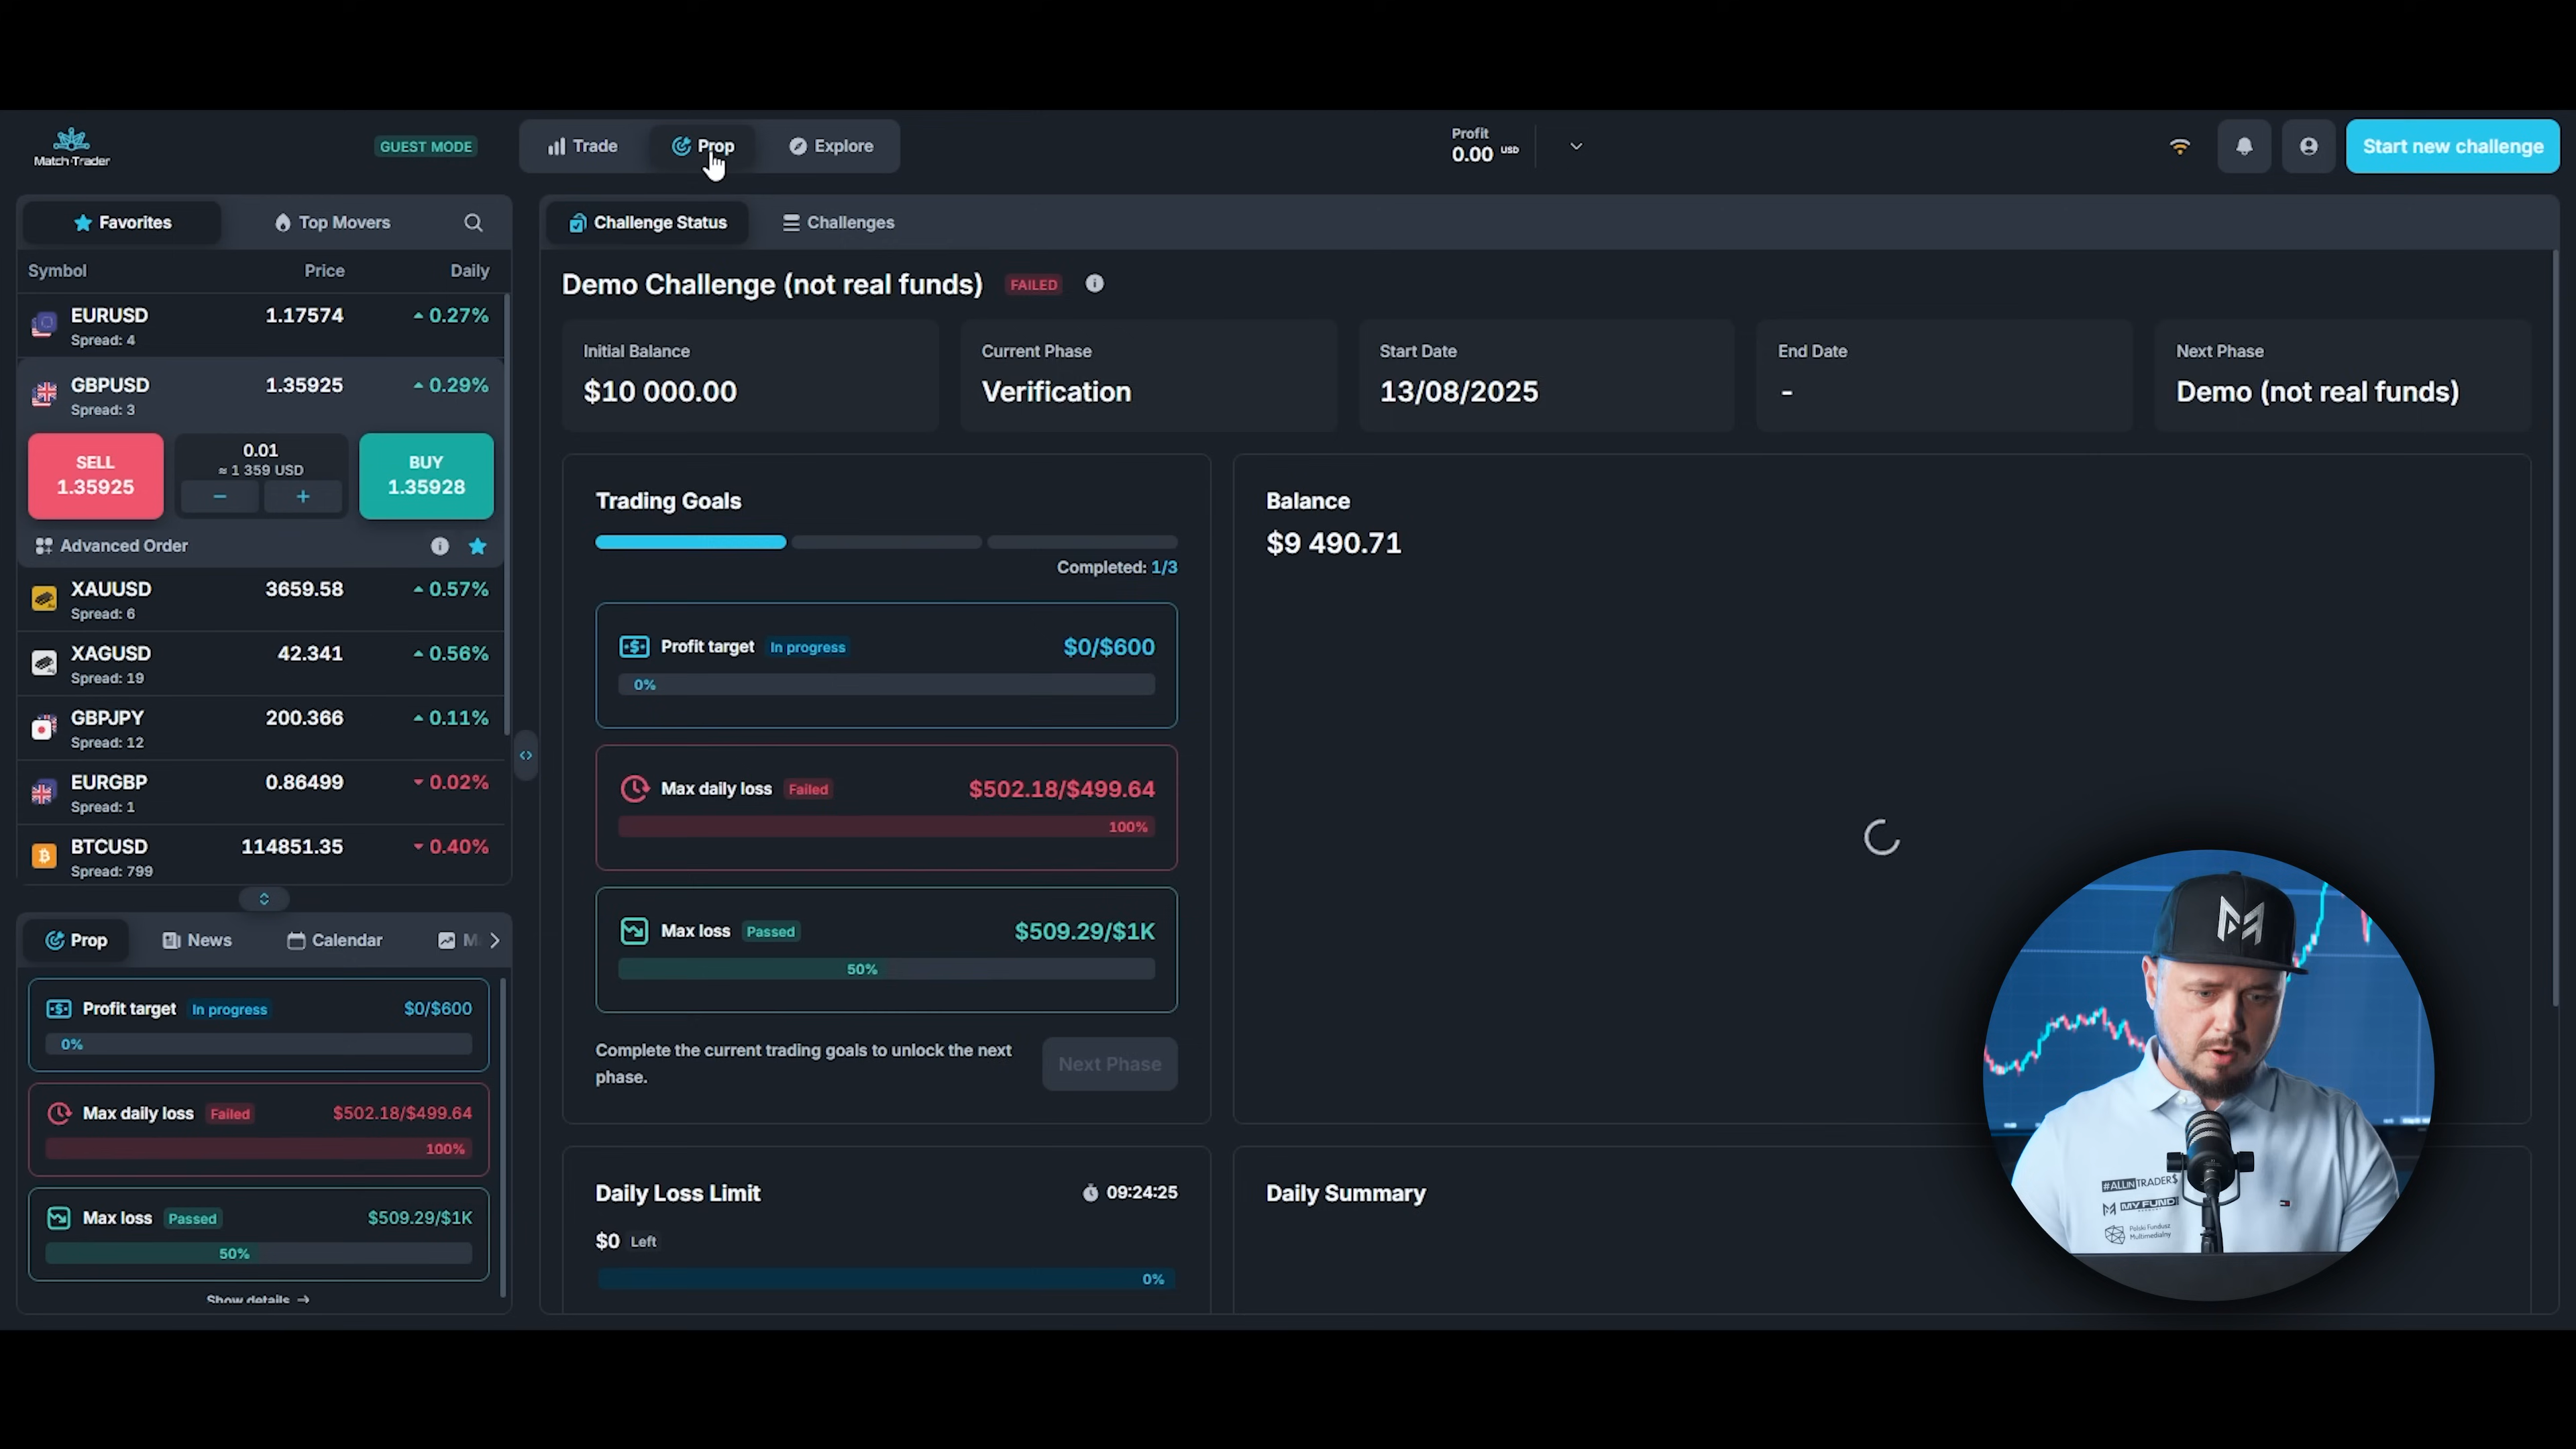 Match-Trader
GUEST MODE
Trade
Prop
Explore
Profit
0.00 USD
Start new challenge
Favorites
Top Movers
Symbol
Price
Daily
EURUSD
1.17574
0.27%
Spread: 4
GBPUSD
1.35925
0.29%
Spread: 3
SELL
1.35925
0.01
≈ 1 359 USD
BUY
1.35928
Advanced Order
XAUUSD
3659.58
0.57%
Spread: 6
XAGUSD
42.341
0.56%
Spread: 19
GBPJPY
200.366
0.11%
Spread: 12
EURGBP
0.86499
0.02%
Spread: 1
BTCUSD
114851.35
0.40%
Spread: 799
Prop
News
Calendar
Profit target
In progress
$0/$600
0%
Max daily loss
Failed
$502.18/$499.64
100%
Max loss
Passed
$509.29/$1K
50%
Show details →
Challenge Status
Challenges
Demo Challenge (not real funds)
FAILED
Initial Balance
$10 000.00
Current Phase
Verification
Start Date
13/08/2025
End Date
-
Next Phase
Demo (not real funds)
Trading Goals
Completed: 1/3
Profit target
In progress
$0/$600
0%
Max daily loss
Failed
$502.18/$499.64
100%
Max loss
Passed
$509.29/$1K
50%
Complete the current trading goals to unlock the next
phase.
Next Phase
Balance
$9 490.71
Daily Loss Limit
09:24:25
$0 Left
0%
Daily Summary
#ALLINTRADER$
MY FUND
Polski Fundusz
Multimedialny